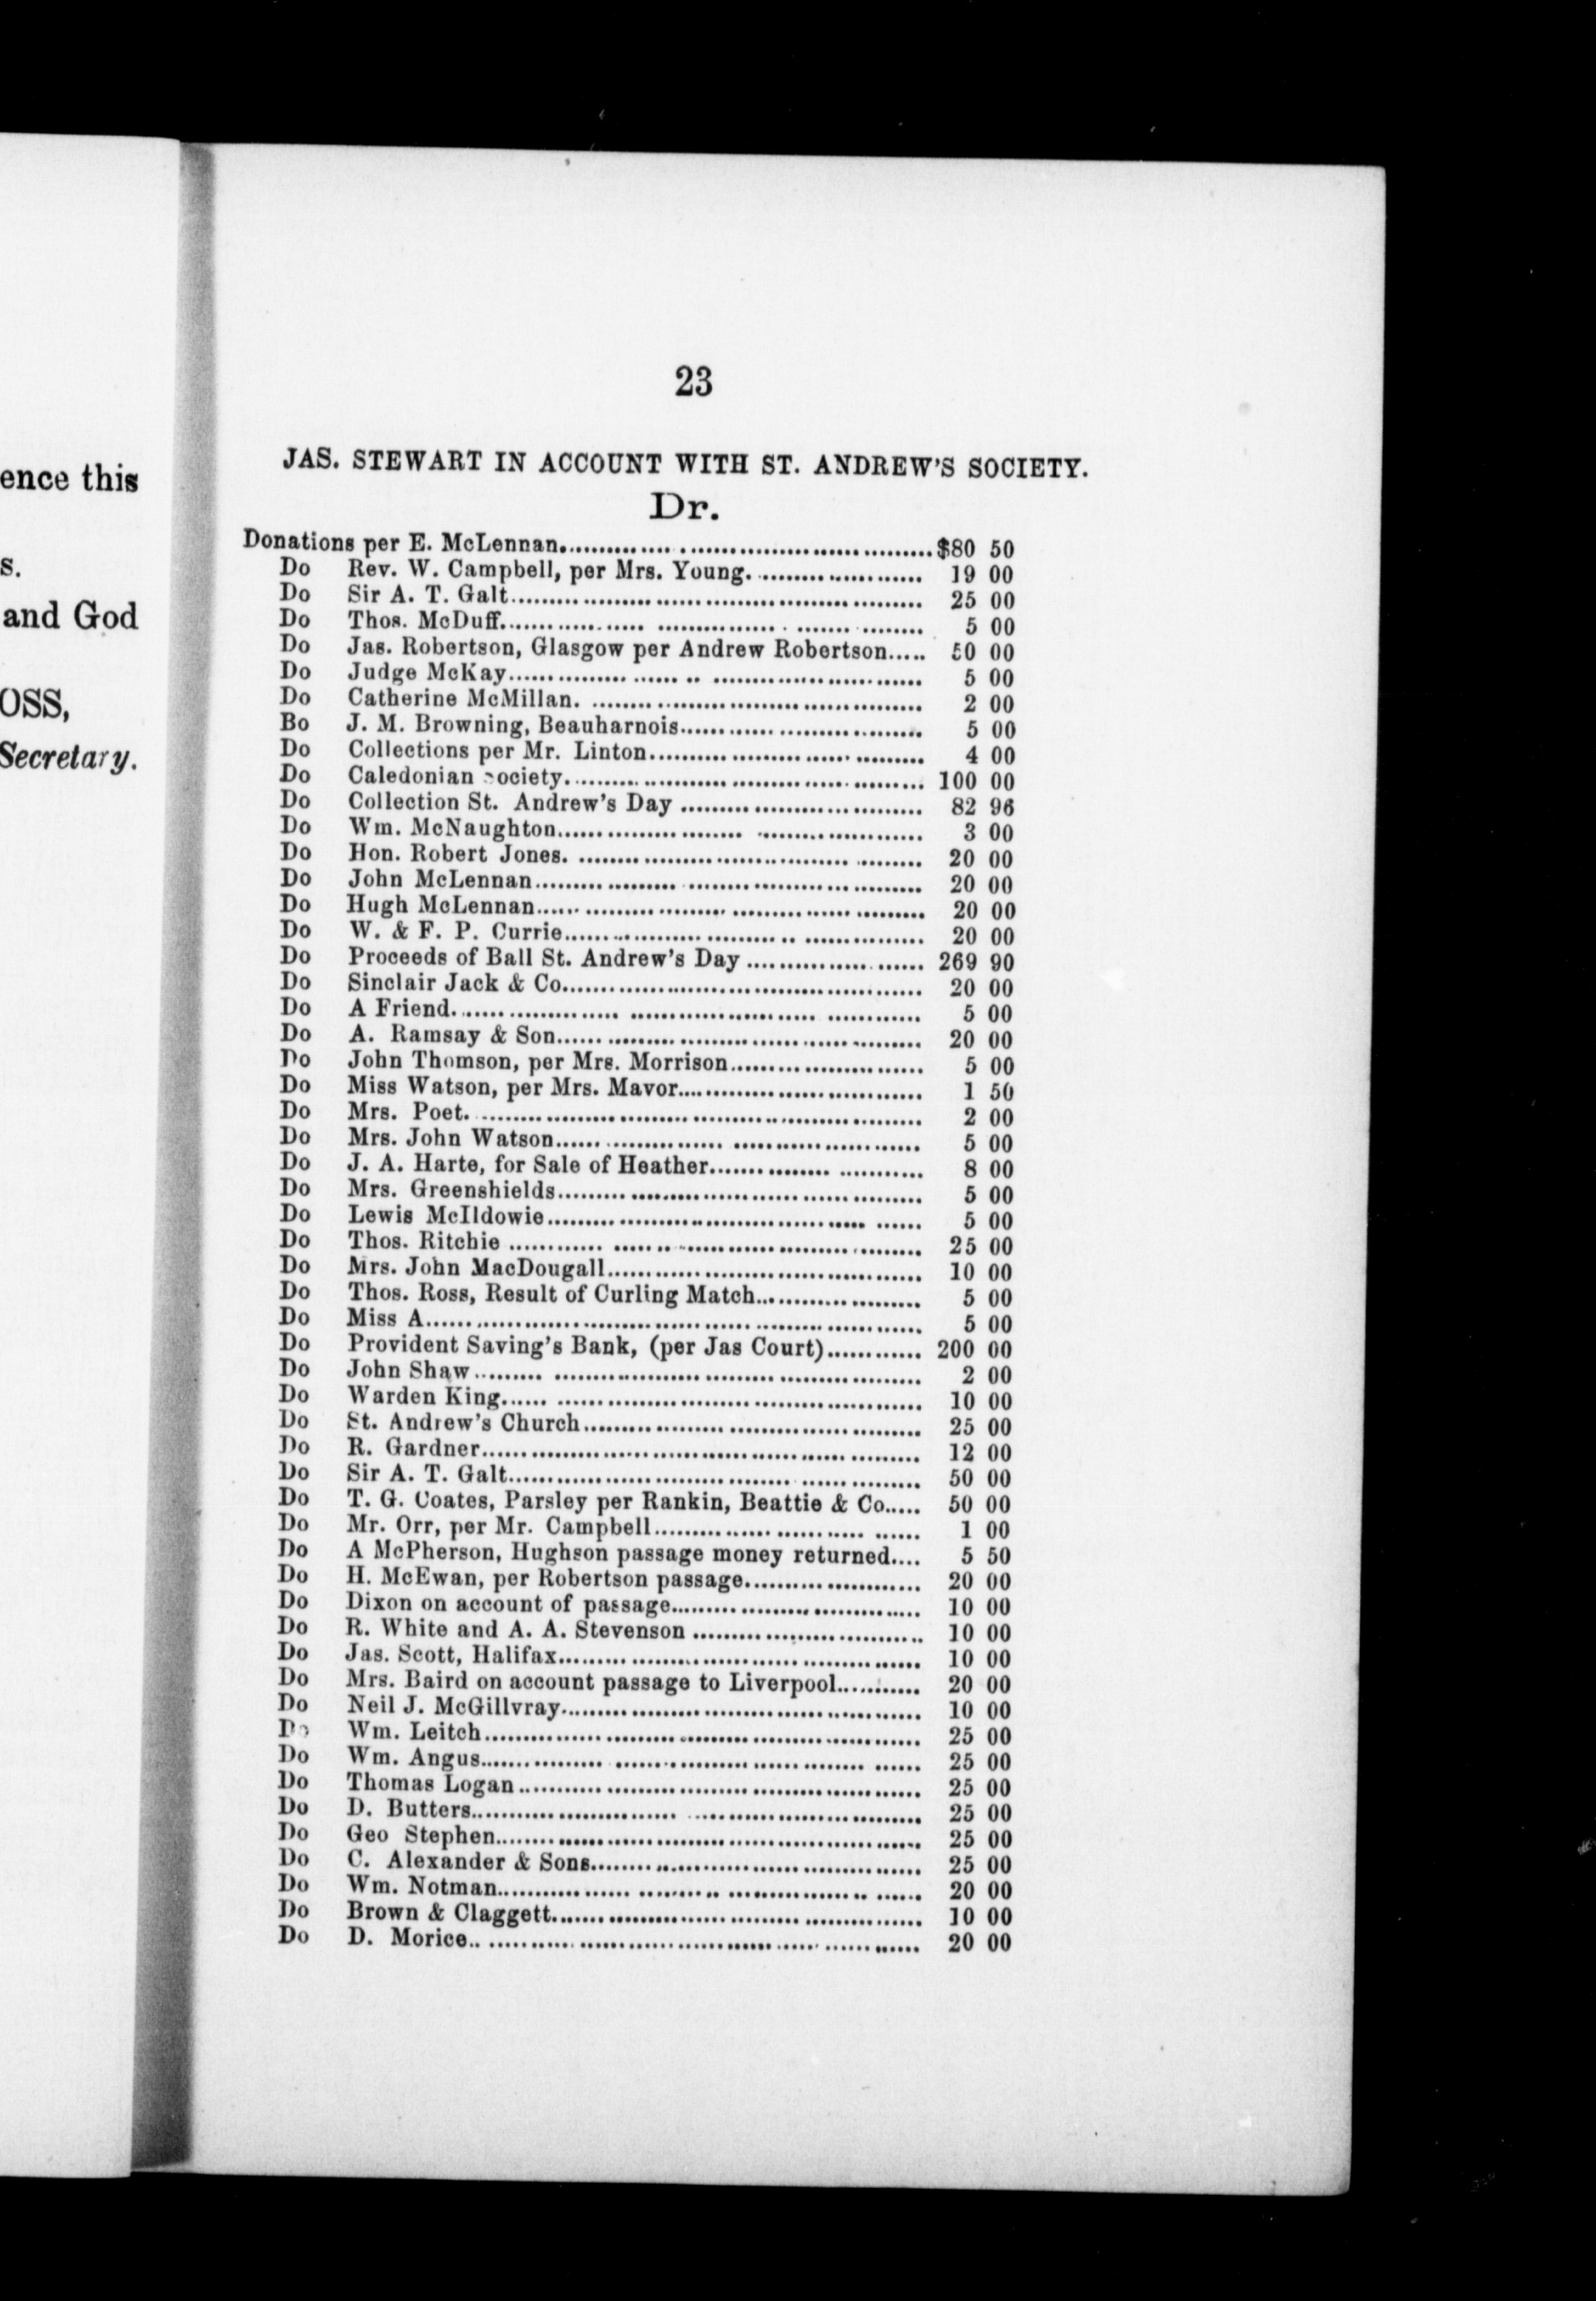 ence this
s.
and God
OSS,
Secretary.
23
JAS. STEWART IN ACCOUNT WITH ST. ANDREW'S SOCIETY.
Dr.
Donations per E. McLennan. $80 50
Do Rev. W. Campbell, per Mrs. Young. 19 00
Do Sir A. T. Galt 25 00
Do Thos. McDuff. 5 00
Do Jas. Robertson, Glasgow per Andrew Robertson 50 00
Do Judge McKay 5 00
Do Catherine McMillan. 2 00
Bo J. M. Browning, Beauharnois 5 00
Do Collections per Mr. Linton 4 00
Do Caledonian society. 100 00
Do Collection St. Andrew's Day 82 96
Do Wm. McNaughton 3 00
Do Hon. Robert Jones. 20 00
Do John McLennan 20 00
Do Hugh McLennan 20 00
Do W. & F. P. Currie 20 00
Do Proceeds of Ball St. Andrew's Day 269 90
Do Sinclair Jack & Co. 20 00
Do A Friend. 5 00
Do A. Ramsay & Son 20 00
Do John Thomson, per Mrs. Morrison 5 00
Do Miss Watson, per Mrs. Mavor 1 50
Do Mrs. Poet. 2 00
Do Mrs. John Watson 5 00
Do J. A. Harte, for Sale of Heather 8 00
Do Mrs. Greenshields 5 00
Do Lewis McIldowie 5 00
Do Thos. Ritchie 25 00
Do Mrs. John MacDougall 10 00
Do Thos. Ross, Result of Curling Match 5 00
Do Miss A. 5 00
Do Provident Saving's Bank, (per Jas Court) 200 00
Do John Shaw 2 00
Do Warden King 10 00
Do St. Andrew's Church 25 00
Do R. Gardner 12 00
Do Sir A. T. Galt 50 00
Do T. G. Coates, Parsley per Rankin, Beattie & Co. 50 00
Do Mr. Orr, per Mr. Campbell 1 00
Do A McPherson, Hughson passage money returned 5 50
Do H. McEwan, per Robertson passage 20 00
Do Dixon on account of passage 10 00
Do R. White and A. A. Stevenson 10 00
Do Jas. Scott, Halifax 10 00
Do Mrs. Baird on account passage to Liverpool 20 00
Do Neil J. McGillvray 10 00
Do Wm. Leitch 25 00
Do Wm. Angus 25 00
Do Thomas Logan 25 00
Do D. Butters 25 00
Do Geo Stephen 25 00
Do C. Alexander & Sons 25 00
Do Wm. Notman 20 00
Do Brown & Claggett 10 00
Do D. Morice 20 00